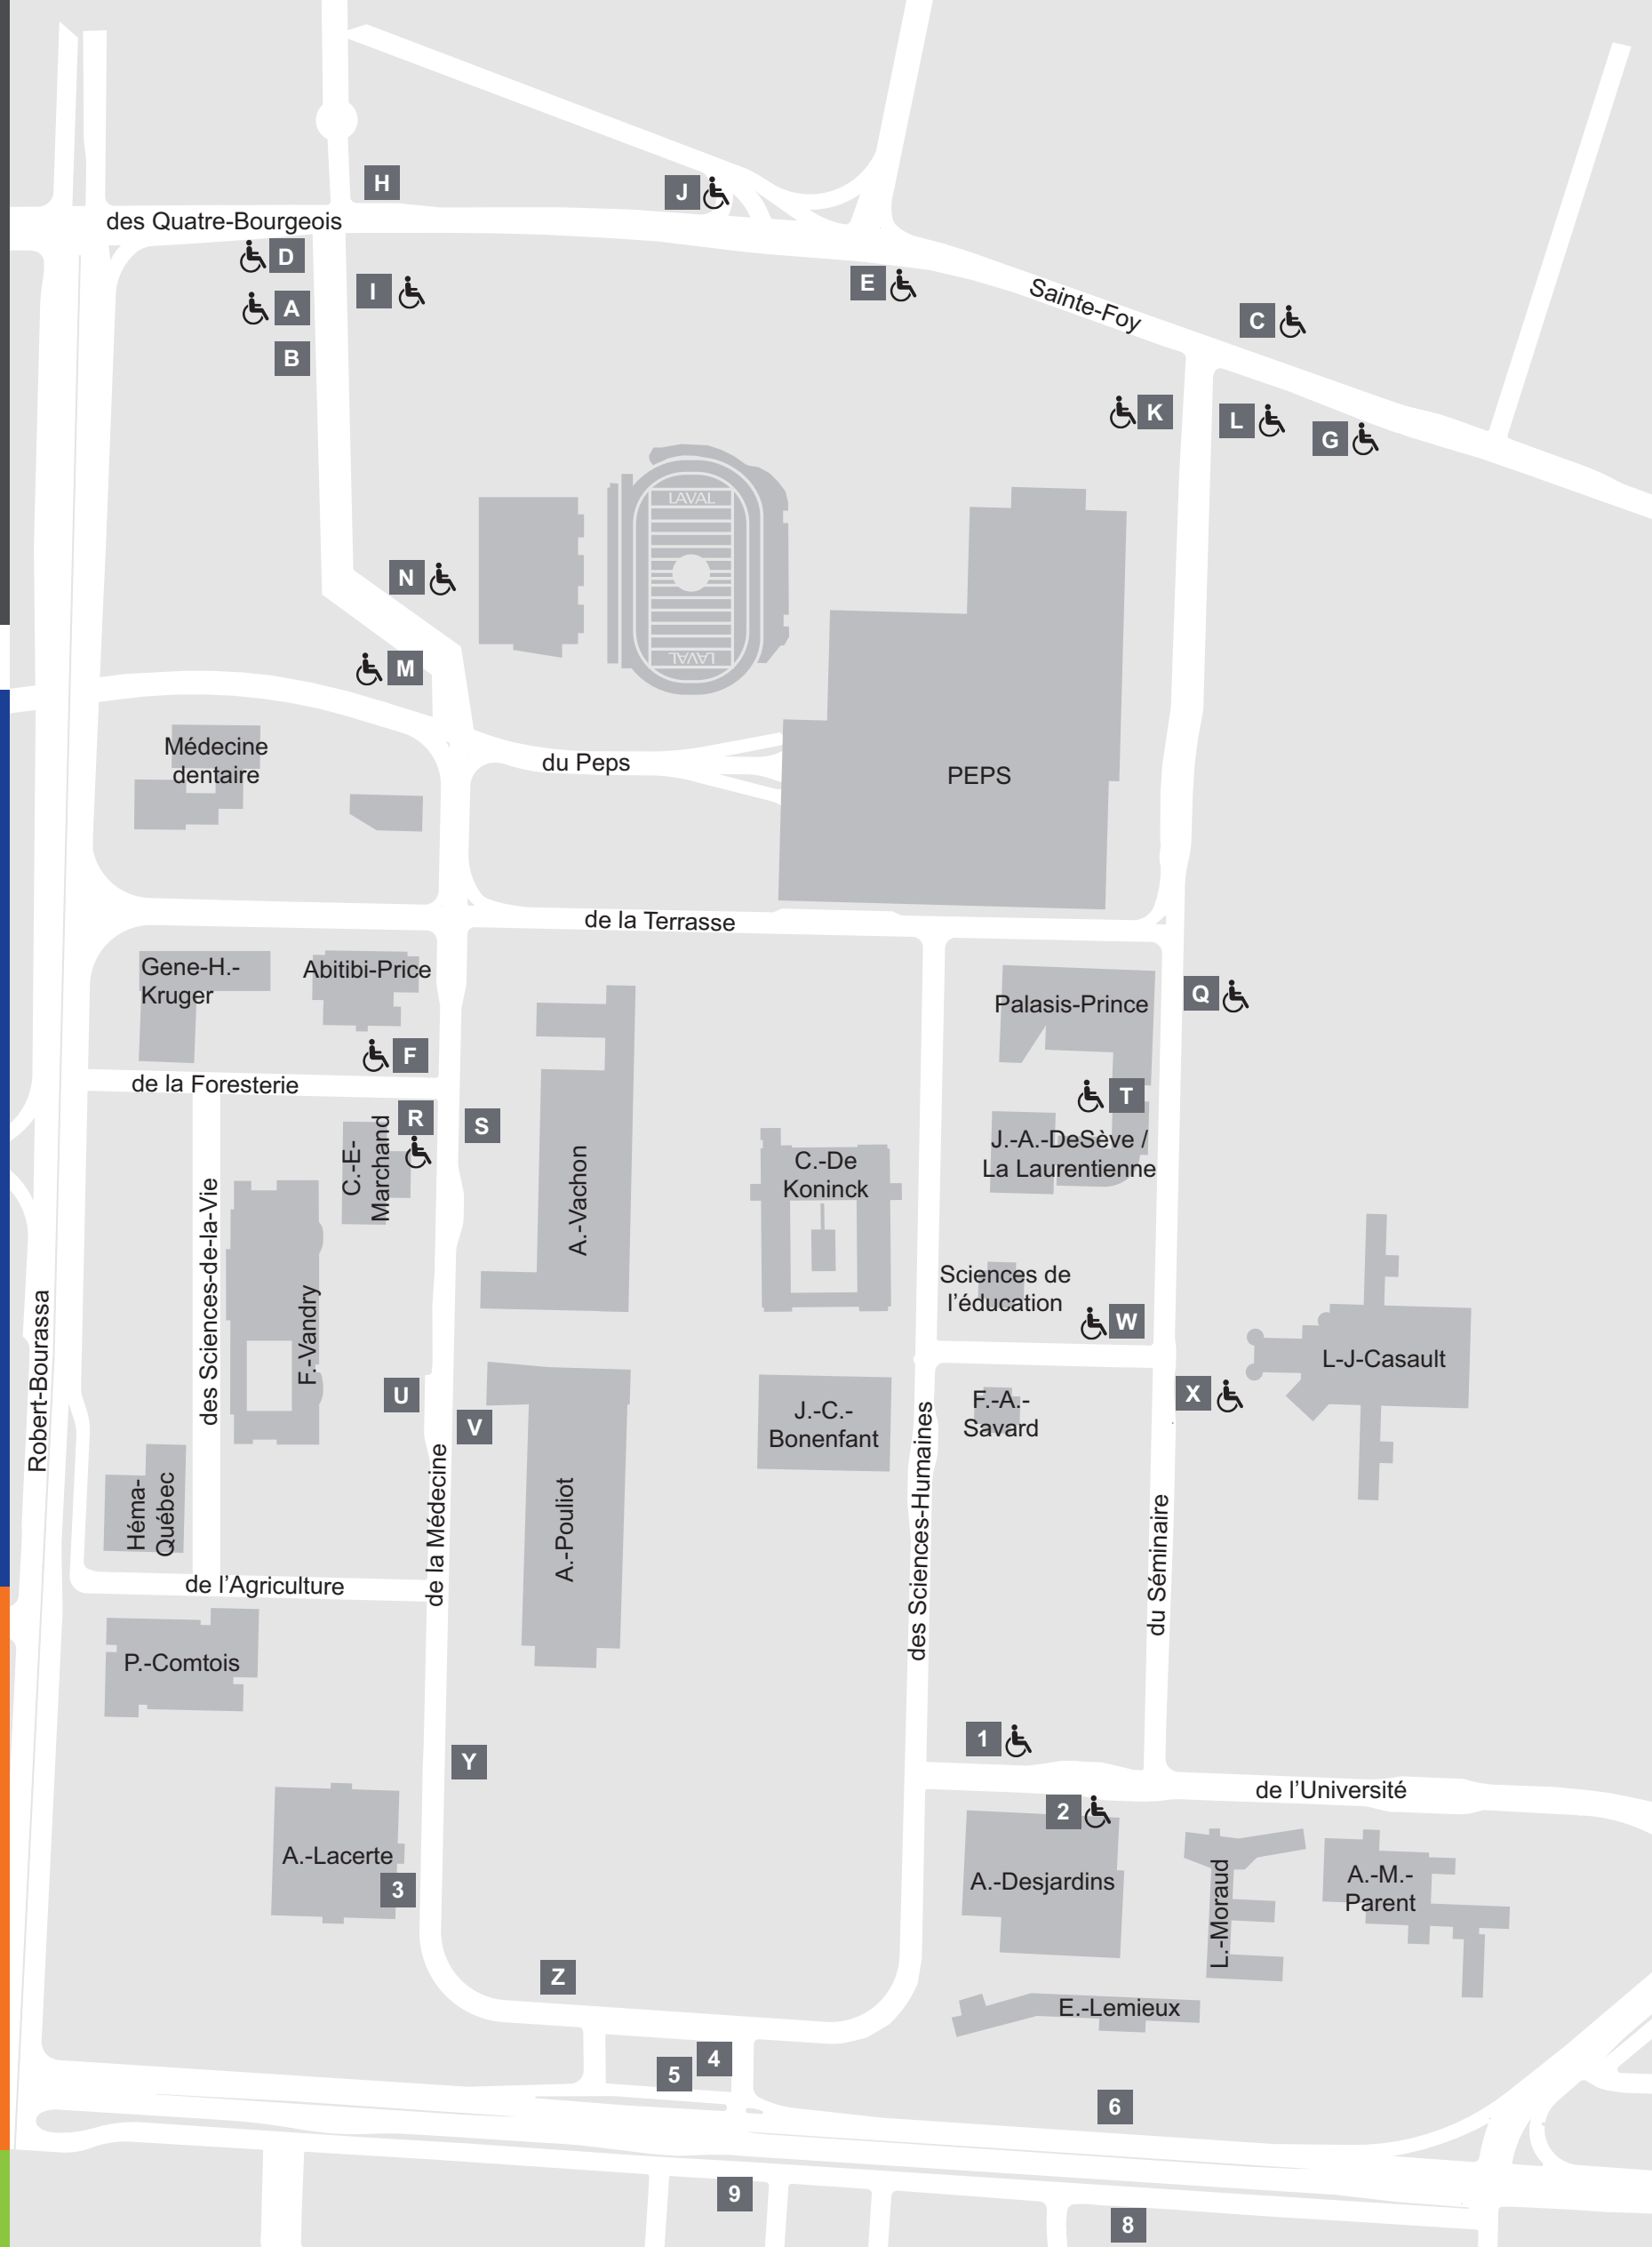 H
J
des Quatre-Bourgeois
D
I
E
A
Sainte-Foy
C
B
K
L
G
LAVAL
N
LAVAL
M
Médecine
dentaire
du Peps
PEPS
de la Terrasse
Gene-H.-
Kruger
Abitibi-Price
Palasis-Prince
Q
F
de la Foresterie
T
R
S
C.-E-
Marchand
J.-A.-DeSève /
La Laurentienne
C.-De
Koninck
A.-Vachon
des Sciences-de-la-Vie
Sciences de
l’éducation
F.-Vandry
W
L-J-Casault
Robert-Bourassa
U
X
V
J.-C.-
Bonenfant
F.-A.-
Savard
Héma-
Québec
de la Médecine
A.-Pouliot
des Sciences-Humaines
du Séminaire
de l’Agriculture
P.-Comtois
1
Y
de l’Université
2
A.-Lacerte
3
A.-Desjardins
L.-Moraud
A.-M.-
Parent
Z
E.-Lemieux
4
5
6
9
8